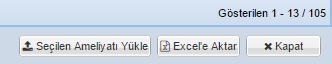 Gösterilen 1 - 13 / 105
Seçilen Ameliyatı Yükle Excel'e Aktar Kapat